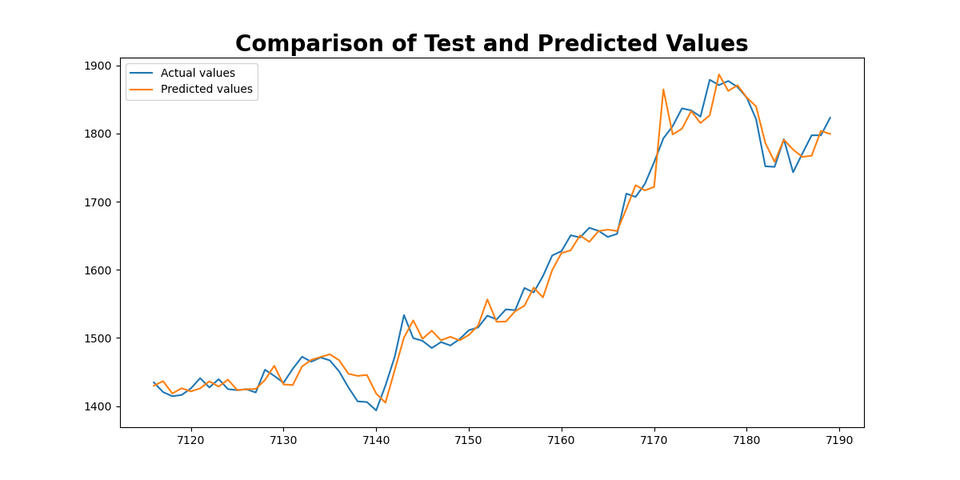 Comparison of Test and Predicted Values
1900
1800
1700
1600
1500
1400
Actual values
Predicted values
7120 7130 7140 7150 7160 7170 7180 7190